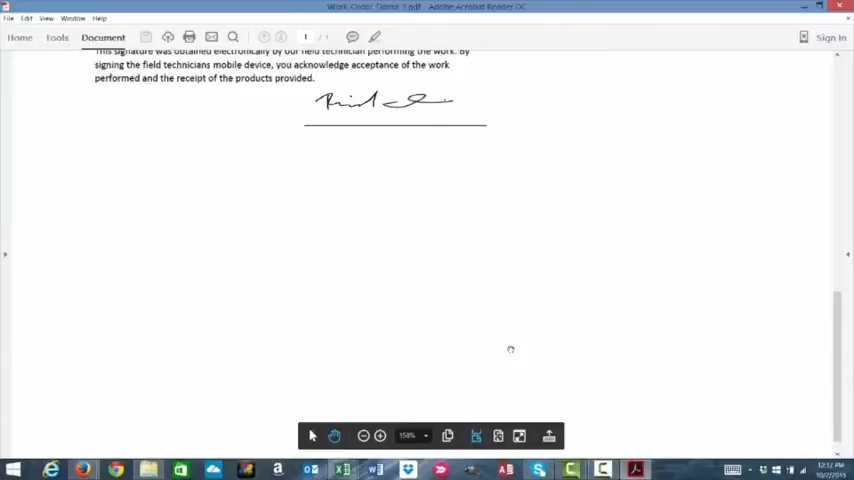 Work Order Demo 1.pdf - Adobe Acrobat Reader DC
File Edit View Window Help
Home Tools Document 1 / 1 Sign In
This signature was obtained electronically by our field technician performing the work. By
signing the field technicians mobile device, you acknowledge acceptance of the work
performed and the receipt of the products provided.
158%
12:17 PM
10/2/2015